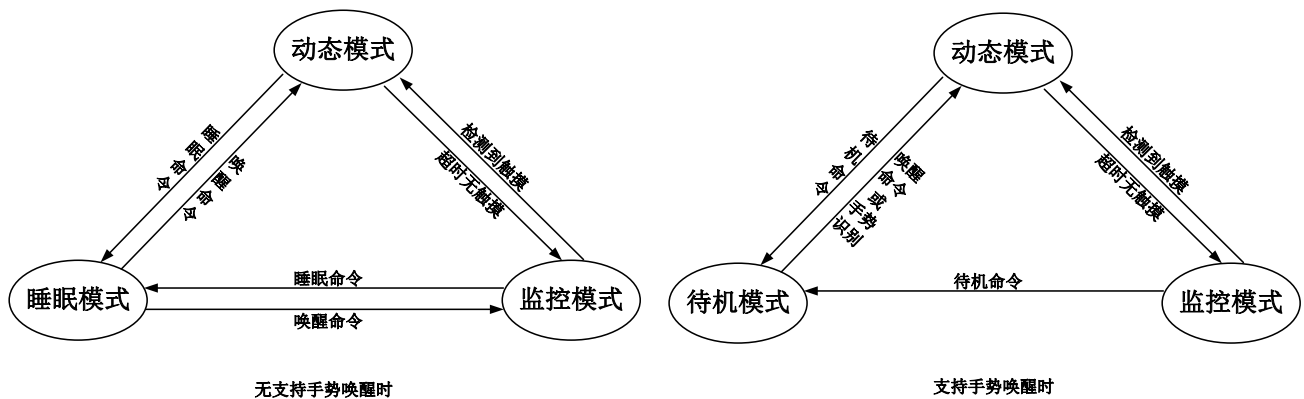 动态模式
睡眠命令
唤醒命令
检测到触摸
超时无触摸
睡眠模式
睡眠命令
唤醒命令
监控模式
无支持手势唤醒时
动态模式
待机命令
唤醒命令或手势识别
检测到触摸
超时无触摸
待机模式
待机命令
监控模式
支持手势唤醒时